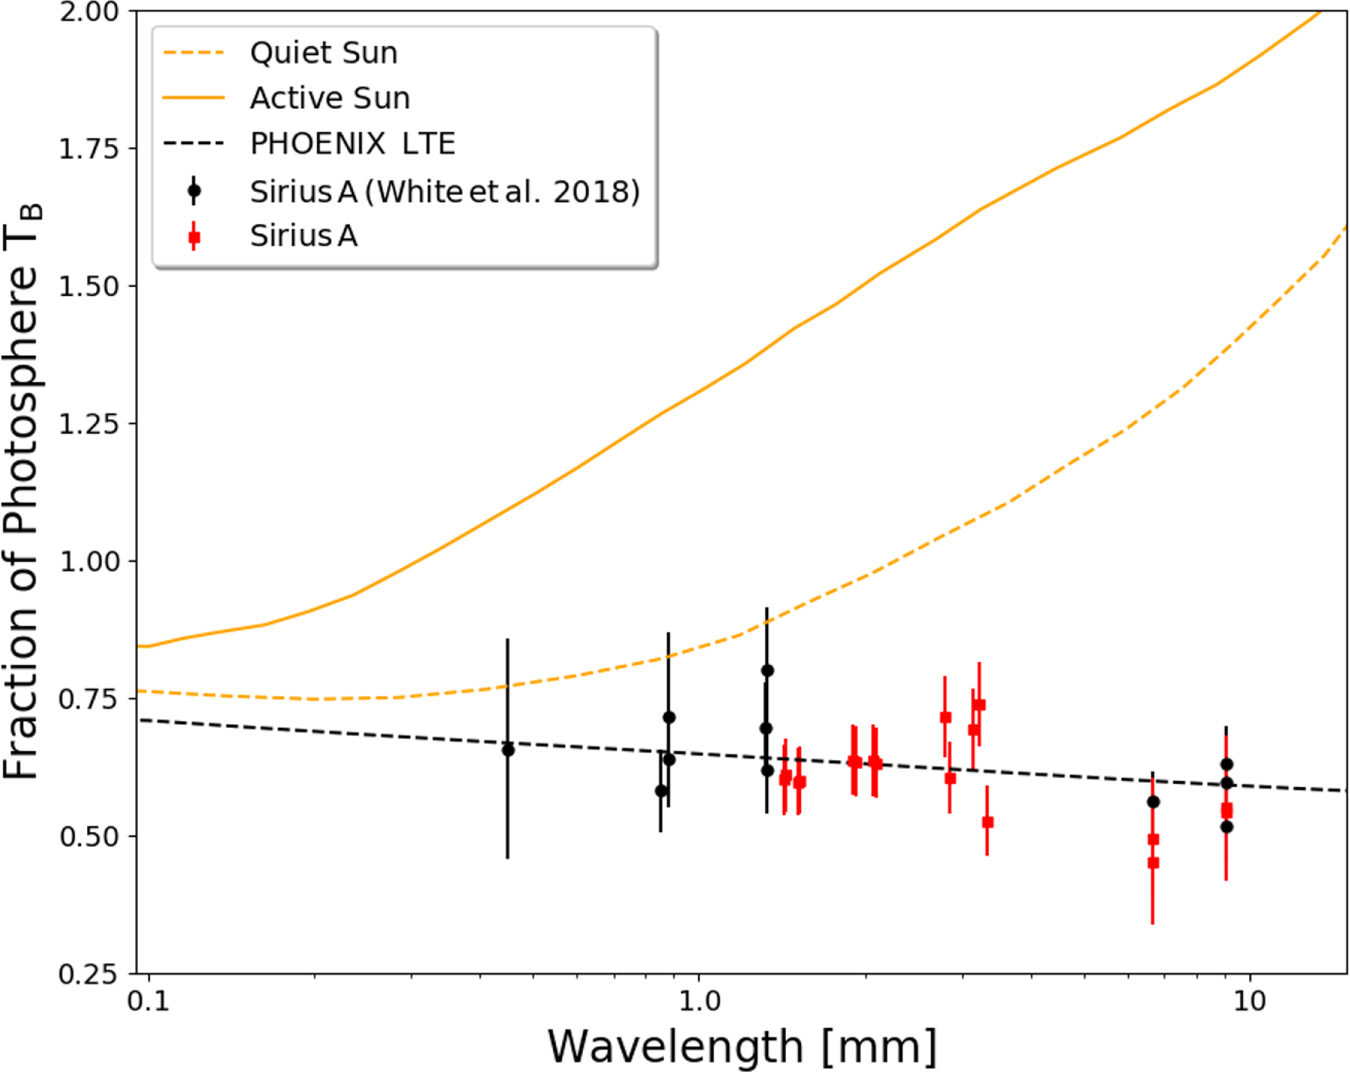 2.00
1.75
1.50
1.25
1.00
0.75
0.50
0.25
Fraction of Photosphere T_B
Quiet Sun
Active Sun
PHOENIX LTE
Sirius A (White et al. 2018)
Sirius A
0.1 1.0 10
Wavelength [mm]